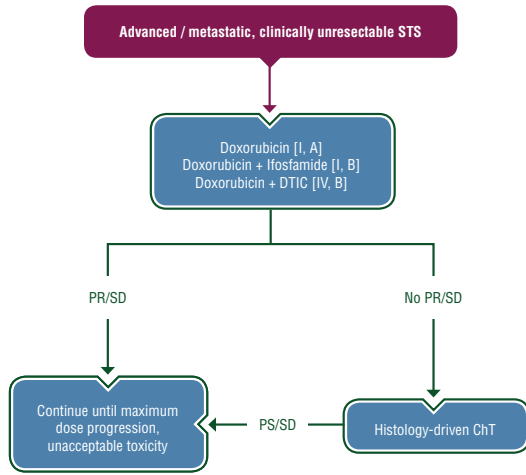 Advanced / metastatic, clinically unresectable STS
Doxorubicin [I, A]
Doxorubicin + Ifosfamide [I, B]
Doxorubicin + DTIC [IV, B]
PR/SD
No PR/SD
Continue until maximum
dose progression,
unacceptable toxicity
PS/SD
Histology-driven ChT